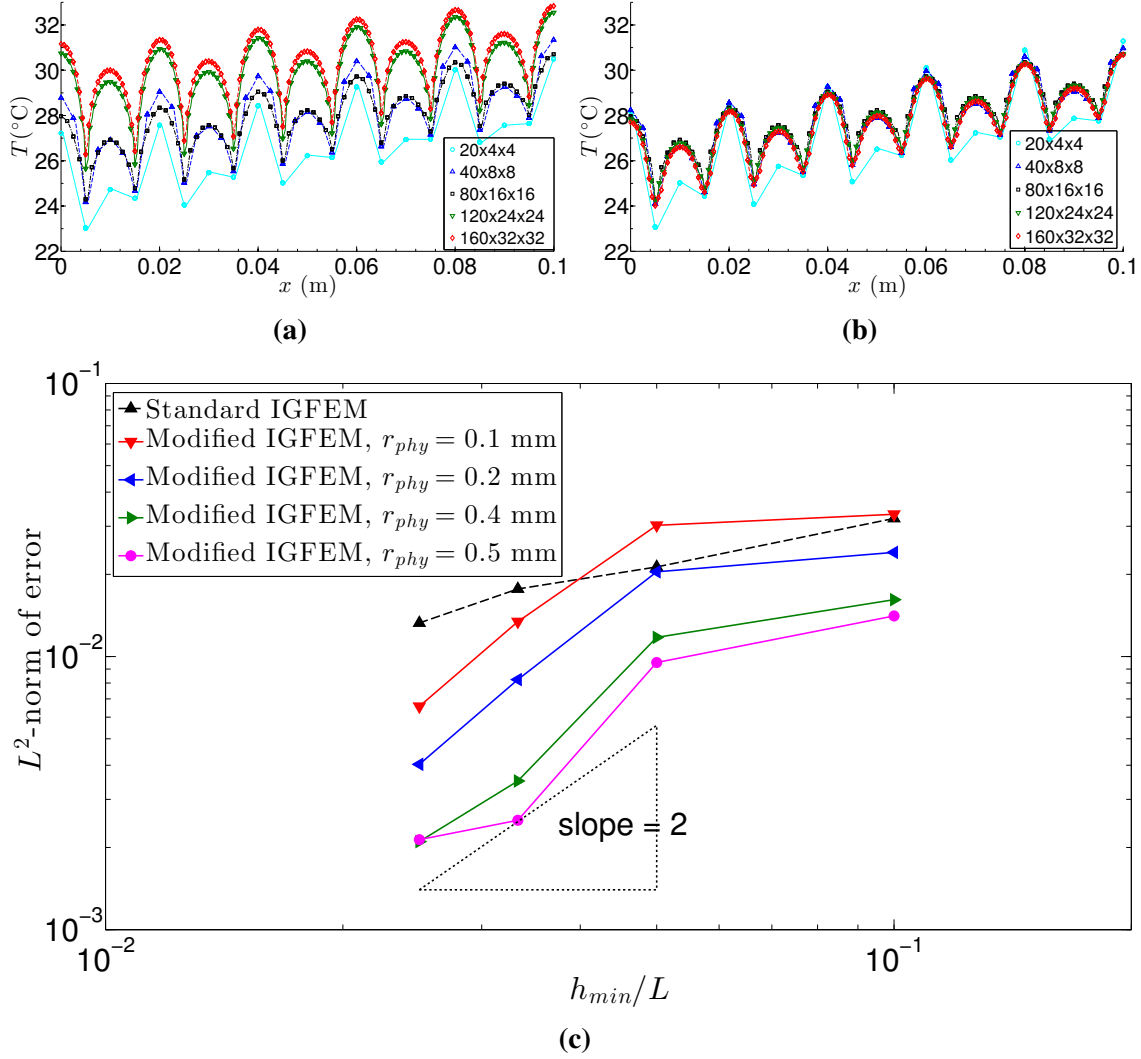 32
30
28
26
24
22
T (°C)
20x4x4
40x8x8
80x16x16
120x24x24
160x32x32
0 0.02 0.04 0.06 0.08 0.1
x (m)
(a)
32
30
28
26
24
22
T (°C)
20x4x4
40x8x8
80x16x16
120x24x24
160x32x32
0 0.02 0.04 0.06 0.08 0.1
x (m)
(b)
10⁻¹
10⁻²
10⁻³
L²-norm of error
Standard IGFEM
Modified IGFEM, r_phy = 0.1 mm
Modified IGFEM, r_phy = 0.2 mm
Modified IGFEM, r_phy = 0.4 mm
Modified IGFEM, r_phy = 0.5 mm
slope = 2
10⁻² 10⁻¹
h_min/L
(c)